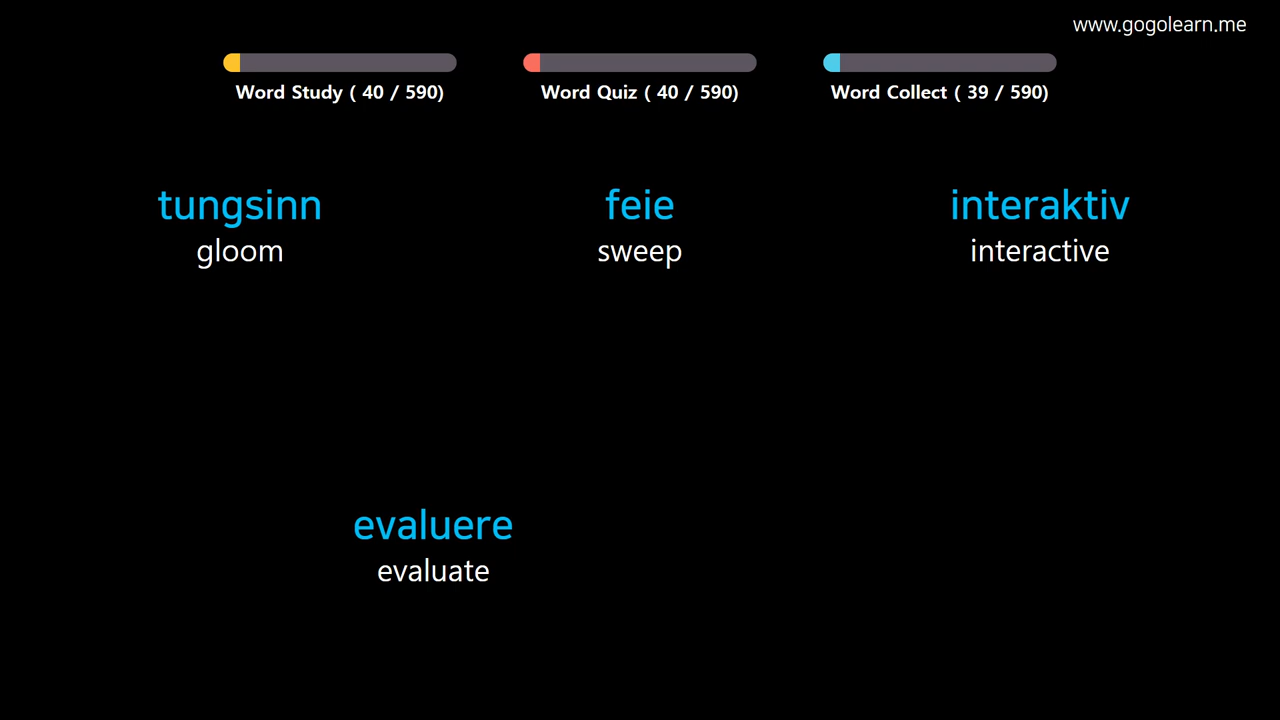 www.gogolearn.me
Word Study ( 40 / 590)
Word Quiz ( 40 / 590)
Word Collect ( 39 / 590)
tungsinn
gloom
feie
sweep
interaktiv
interactive
evaluere
evaluate